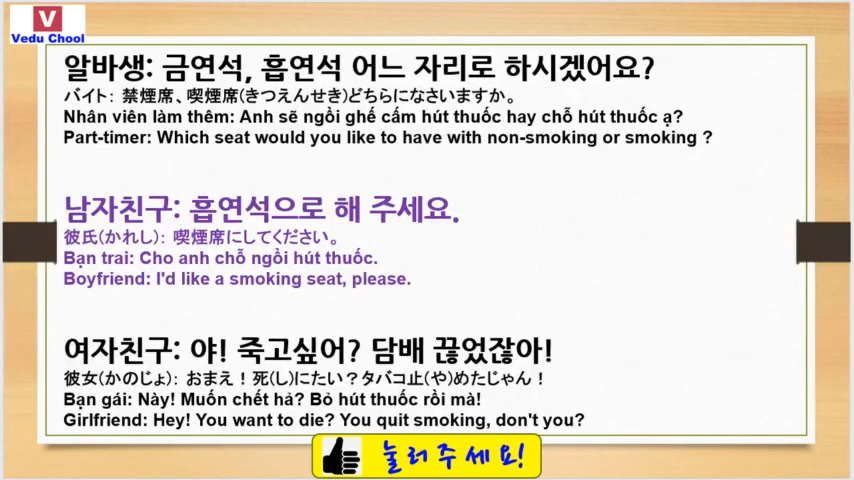 V
Vedu Chool
알바생: 금연석, 흡연석 어느 자리로 하시겠어요?
バイト： 禁煙席、喫煙席(きつえんせき)どちらになさいますか。
Nhân viên làm thêm: Anh sẽ ngồi ghế cấm hút thuốc hay chỗ hút thuốc ạ?
Part-timer: Which seat would you like to have with non-smoking or smoking ?
남자친구: 흡연석으로 해 주세요.
彼氏(かれし)： 喫煙席にしてください。
Bạn trai: Cho anh chỗ ngồi hút thuốc.
Boyfriend: I'd like a smoking seat, please.
여자친구: 야! 죽고싶어? 담배 끊었잖아!
彼女(かのじょ)： おまえ！死(し)にたい？タバコ止(や)めたじゃん！
Bạn gái: Này! Muốn chết hả? Bỏ hút thuốc rồi mà!
Girlfriend: Hey! You want to die? You quit smoking, don't you?
눌러주세요!